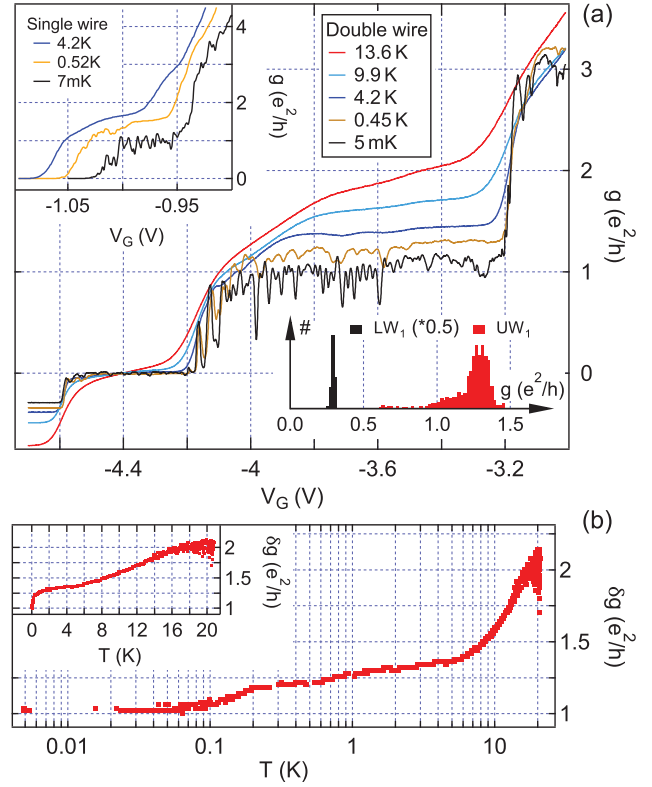 (a)
Single wire
4.2K
0.52K
7mK
4
3
2
1
0
g (e²/h)
-1.05
-0.95
V_G (V)
Double wire
13.6 K
9.9 K
4.2 K
0.45 K
5 mK
3
2
1
0
g (e²/h)
#
LW₁ (*0.5)
UW₁
g (e²/h)
0.0
0.5
1.0
1.5
-4.4
-4
-3.6
-3.2
V_G (V)
(b)
2
1.5
1
δg (e²/h)
0
4
8
12
16
20
T (K)
2
1.5
1
δg (e²/h)
0.01
0.1
1
10
T (K)